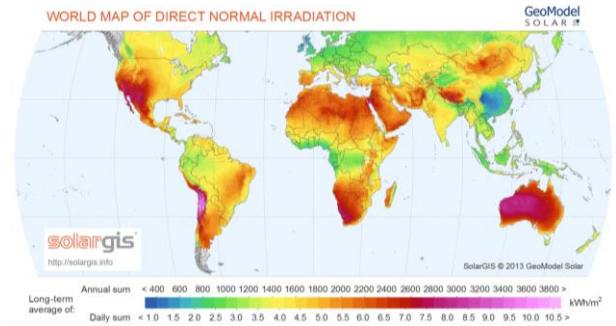 WORLD MAP OF DIRECT NORMAL IRRADIATION
GeoModel
SOLAR
solargis
http://solargis.info
SolarGIS © 2013 GeoModel Solar
Annual sum < 400 600 800 1000 1200 1400 1600 1800 2000 2200 2400 2600 2800 3000 3200 3400 3600 3800 >
Long-term average of:
kWh/m²
Daily sum < 1.0 1.5 2.0 2.5 3.0 3.5 4.0 4.5 5.0 5.5 6.0 6.5 7.0 7.5 8.0 8.5 9.0 9.5 10.0 10.5 >